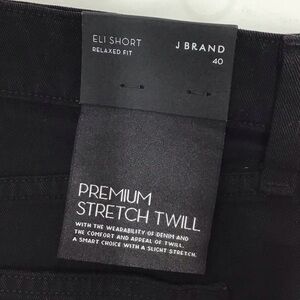 ELI SHORT
RELAXED FIT
J BRAND
40
PREMIUM
STRETCH TWILL
WITH THE WEARABILITY OF DENIM AND
THE COMFORT AND APPEAL OF TWILL.
A SMART CHOICE WITH A SLIGHT STRETCH.